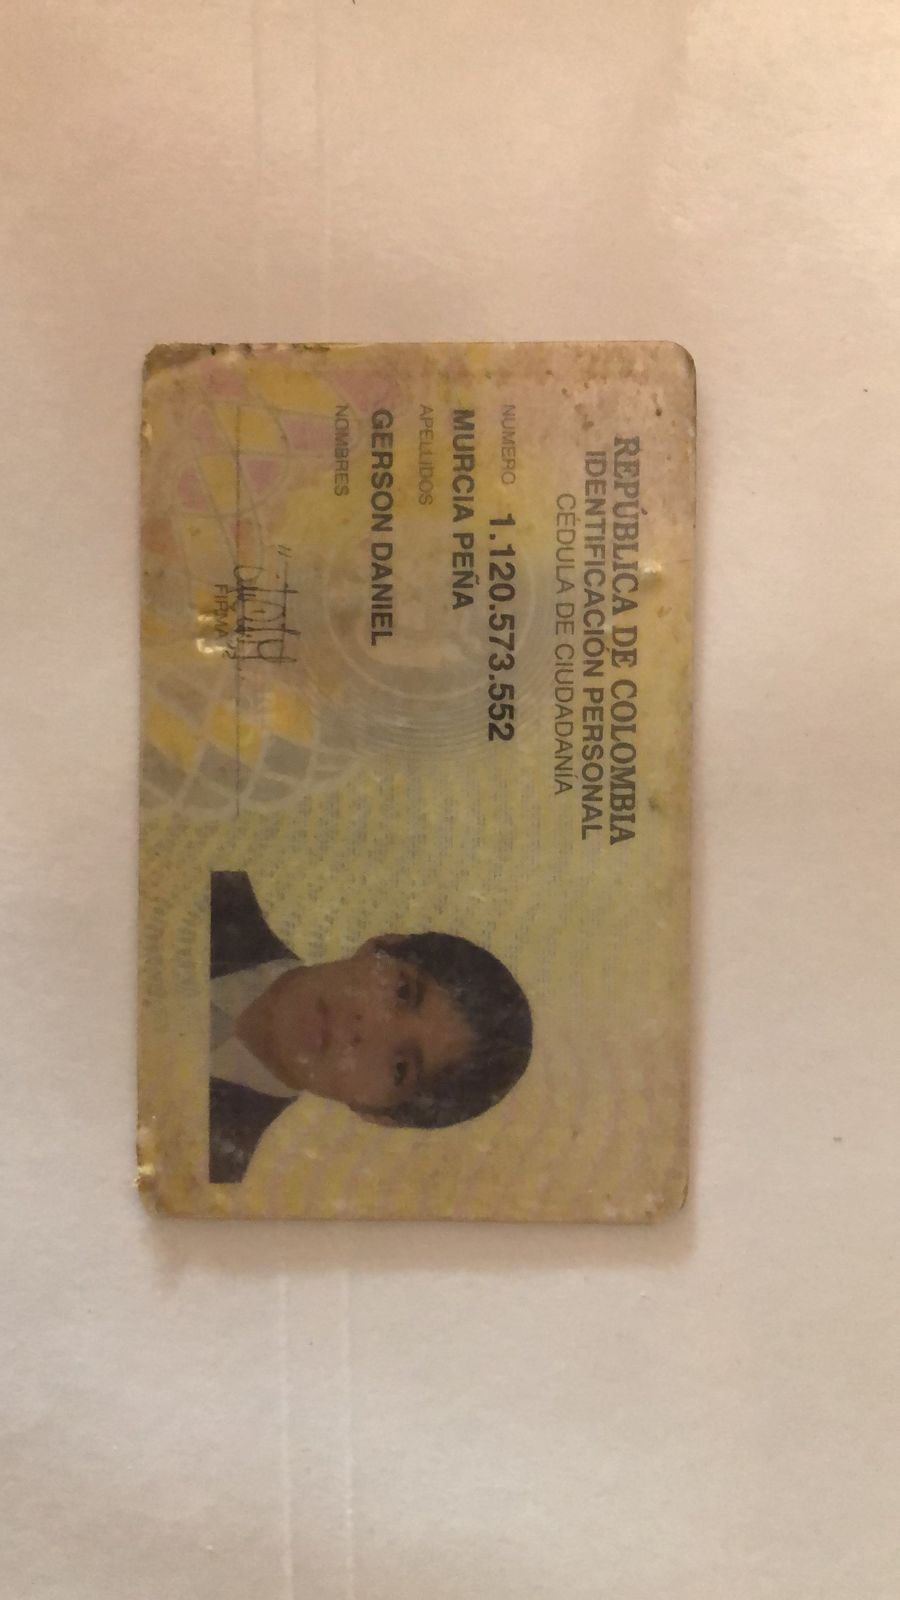 REPÚBLICA DE COLOMBIA
IDENTIFICACIÓN PERSONAL
CÉDULA DE CIUDADANÍA
NUMERO 1.120.573.552
MURCIA PEÑA
APELLIDOS
GERSON DANIEL
NOMBRES
FIRMA